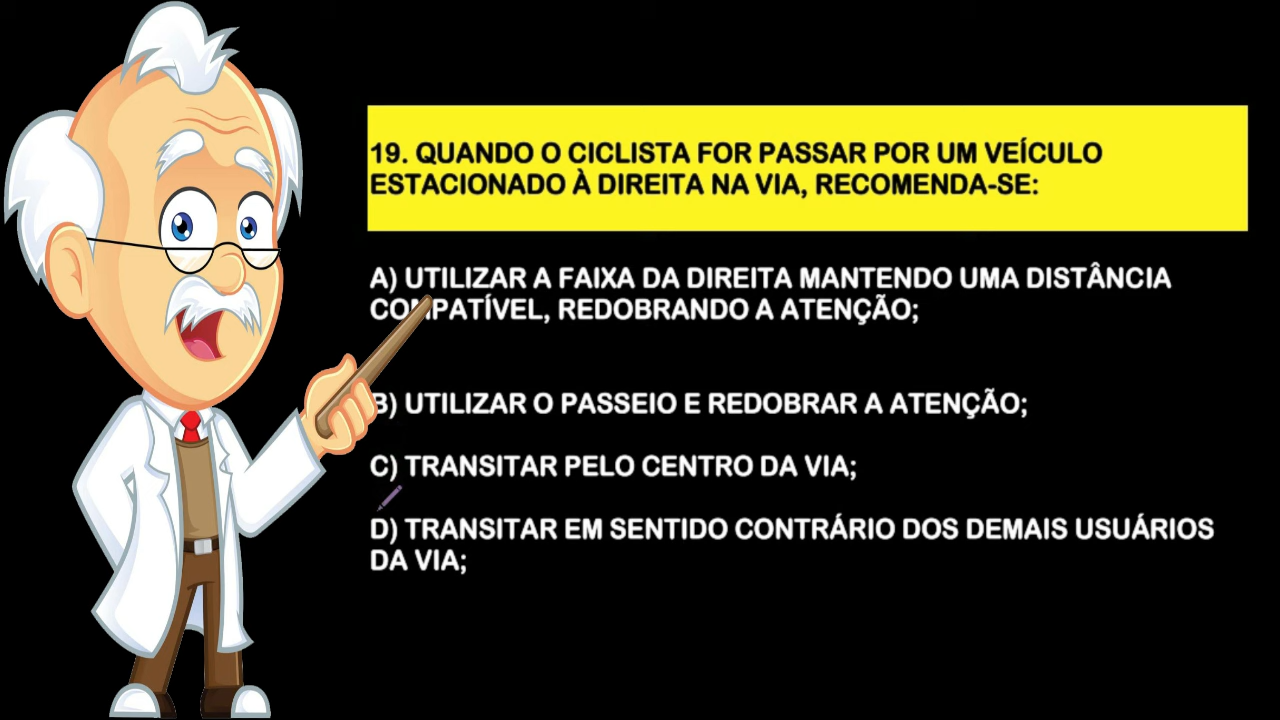 19. QUANDO O CICLISTA FOR PASSAR POR UM VEÍCULO
ESTACIONADO À DIREITA NA VIA, RECOMENDA-SE:
A) UTILIZAR A FAIXA DA DIREITA MANTENDO UMA DISTÂNCIA
COMPATÍVEL, REDOBRANDO A ATENÇÃO;
B) UTILIZAR O PASSEIO E REDOBRAR A ATENÇÃO;
C) TRANSITAR PELO CENTRO DA VIA;
D) TRANSITAR EM SENTIDO CONTRÁRIO DOS DEMAIS USUÁRIOS
DA VIA;